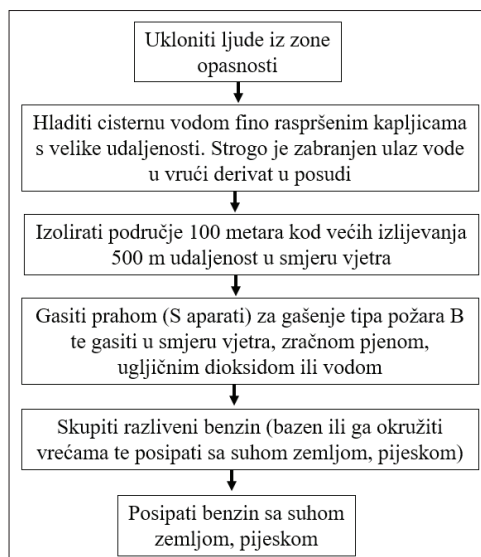 Ukloniti ljude iz zone
opasnosti
Hladiti cisternu vodom fino raspršenim kapljicama
s velike udaljenosti. Strogo je zabranjen ulaz vode
u vrući derivat u posudi
Izolirati područje 100 metara kod većih izlijevanja
500 m udaljenost u smjeru vjetra
Gasiti prahom (S aparati) za gašenje tipa požara B
te gasiti u smjeru vjetra, zračnom pjenom,
ugljičnim dioksidom ili vodom
Skupiti razliveni benzin (bazen ili ga okružiti
vrećama te posipati sa suhom zemljom, pijeskom)
Posipati benzin sa suhom
zemljom, pijeskom